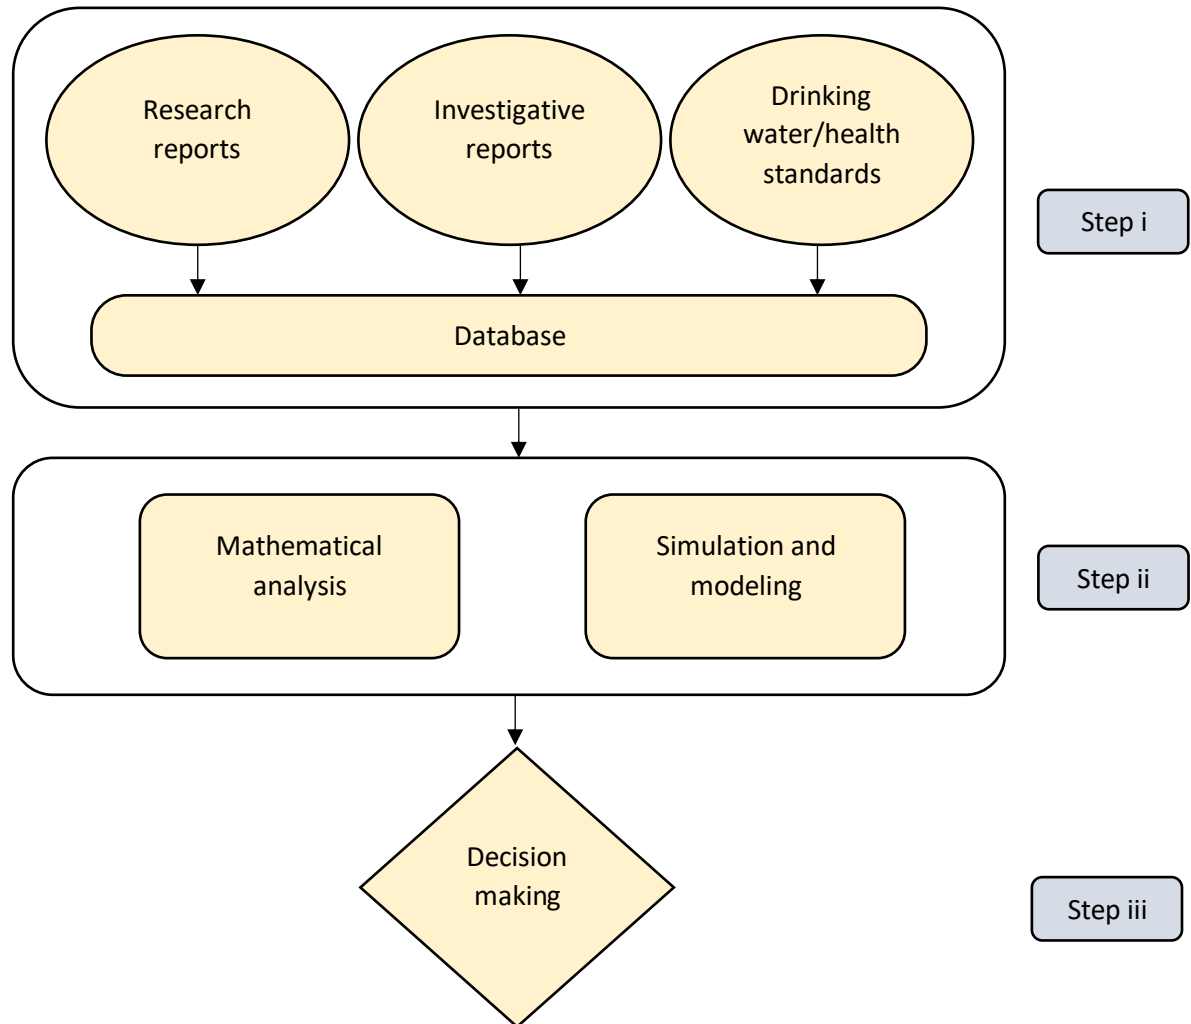 Research
reports
Investigative
reports
Drinking
water/health
standards
Step i
Database
Mathematical
analysis
Simulation and
modeling
Step ii
Decision
making
Step iii